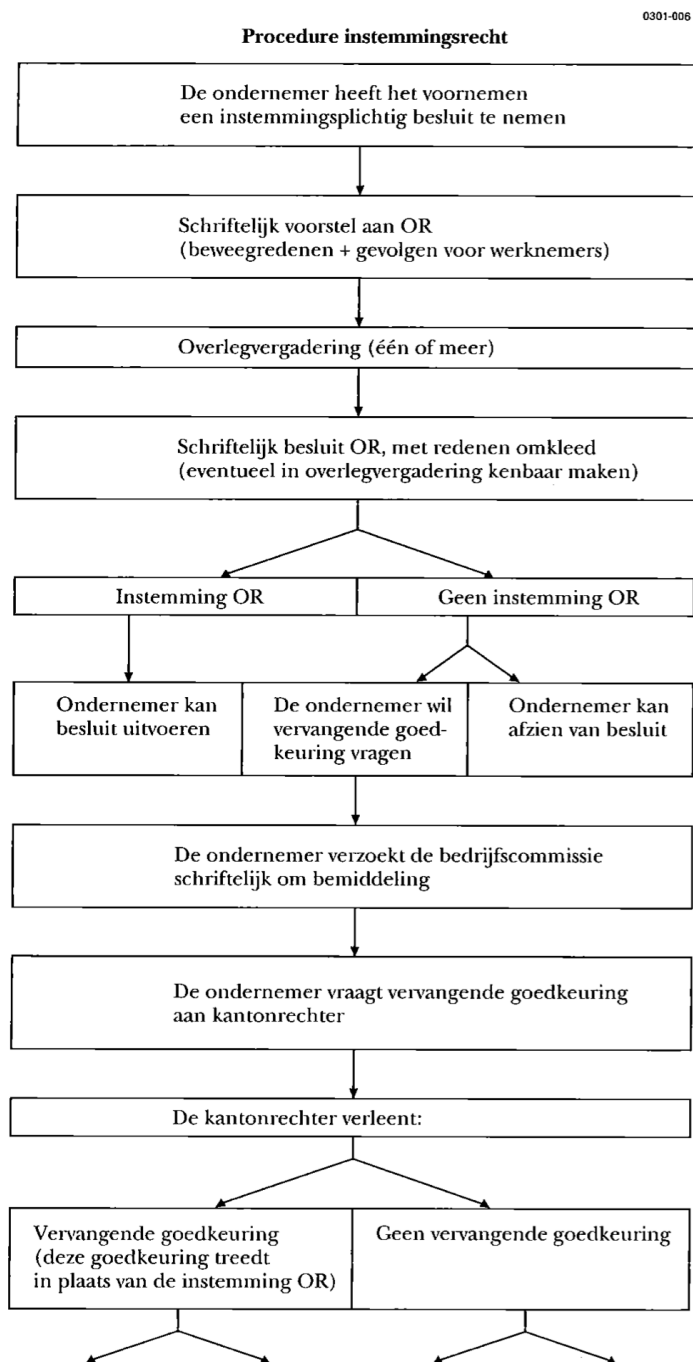 0301-006
Procedure instemmingsrecht
De ondernemer heeft het voornemen
een instemmingsplichtig besluit te nemen
Schriftelijk voorstel aan OR
(beweegredenen + gevolgen voor werknemers)
Overlegvergadering (één of meer)
Schriftelijk besluit OR, met redenen omkleed
(eventueel in overlegvergadering kenbaar maken)
Instemming OR
Geen instemming OR
Ondernemer kan
besluit uitvoeren
De ondernemer wil
vervangende goed-
keuring vragen
Ondernemer kan
afzien van besluit
De ondernemer verzoekt de bedrijfscommissie
schriftelijk om bemiddeling
De ondernemer vraagt vervangende goedkeuring
aan kantonrechter
De kantonrechter verleent:
Vervangende goedkeuring
(deze goedkeuring treedt
in plaats van de instemming OR)
Geen vervangende goedkeuring